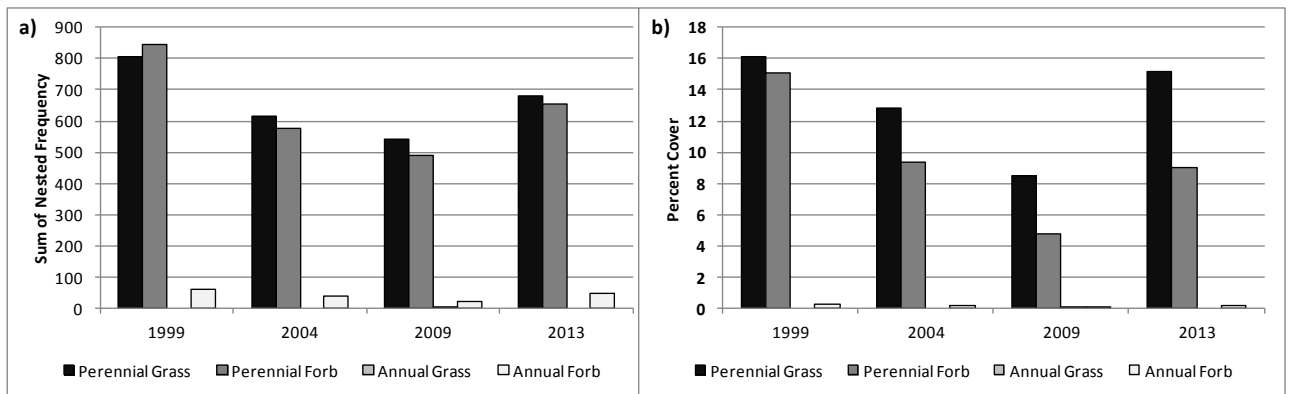 a)
Sum of Nested Frequency
900
800
700
600
500
400
300
200
100
0
1999 2004 2009 2013
Perennial Grass Perennial Forb Annual Grass Annual Forb
b)
Percent Cover
18
16
14
12
10
8
6
4
2
0
1999 2004 2009 2013
Perennial Grass Perennial Forb Annual Grass Annual Forb